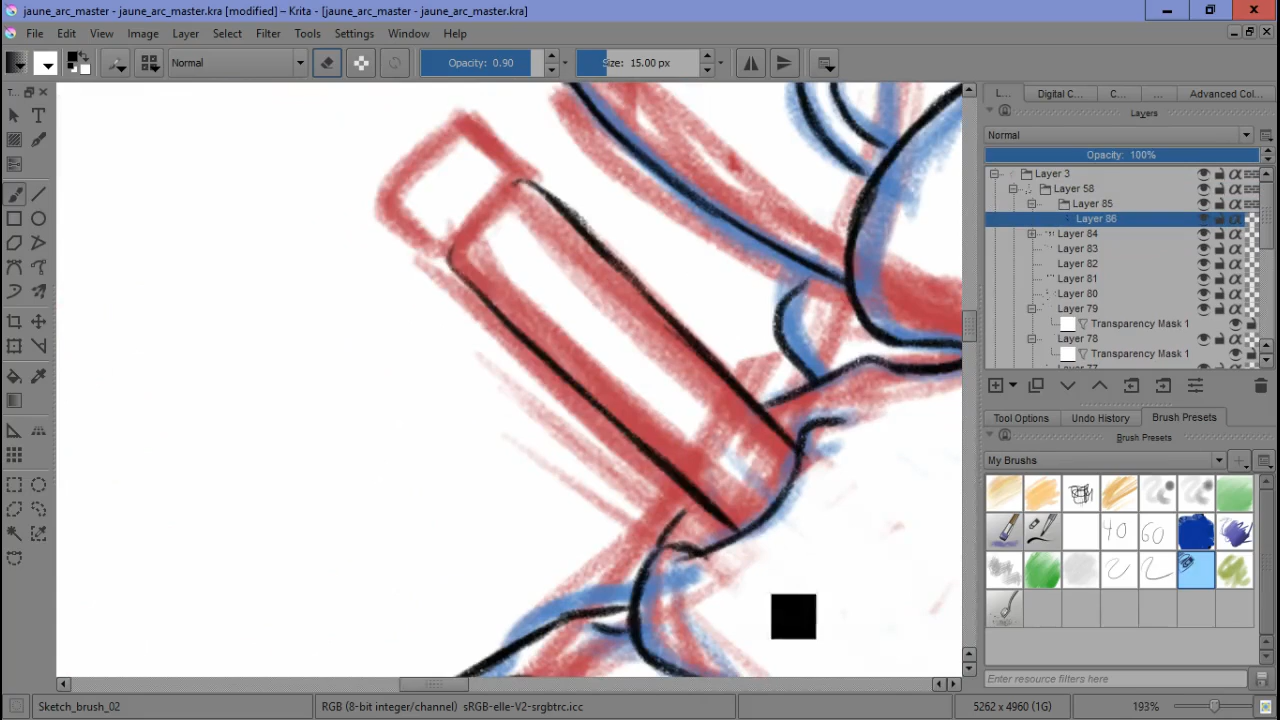 jaune_arc_master - jaune_arc_master.kra [modified] – Krita - [jaune_arc_master - jaune_arc_master.kra]
File Edit View Image Layer Select Filter Tools Settings Window Help
Normal Opacity: 0.90 Size: 15.00 px
T... L... Digital C... C... ... Advanced Col...
Layers
Normal
Opacity: 100%
Layer 3
Layer 58
Layer 85
Layer 86
Layer 84
Layer 83
Layer 82
Layer 81
Layer 80
Layer 79
Transparency Mask 1
Layer 78
Transparency Mask 1
Tool Options Undo History Brush Presets
Brush Presets
My Brushes
40 60
Enter resource filters here
Sketch_brush_02 RGB (8-bit integer/channel) sRGB-elle-V2-srgbtrc.icc 5262 x 4960 (1G) 193%